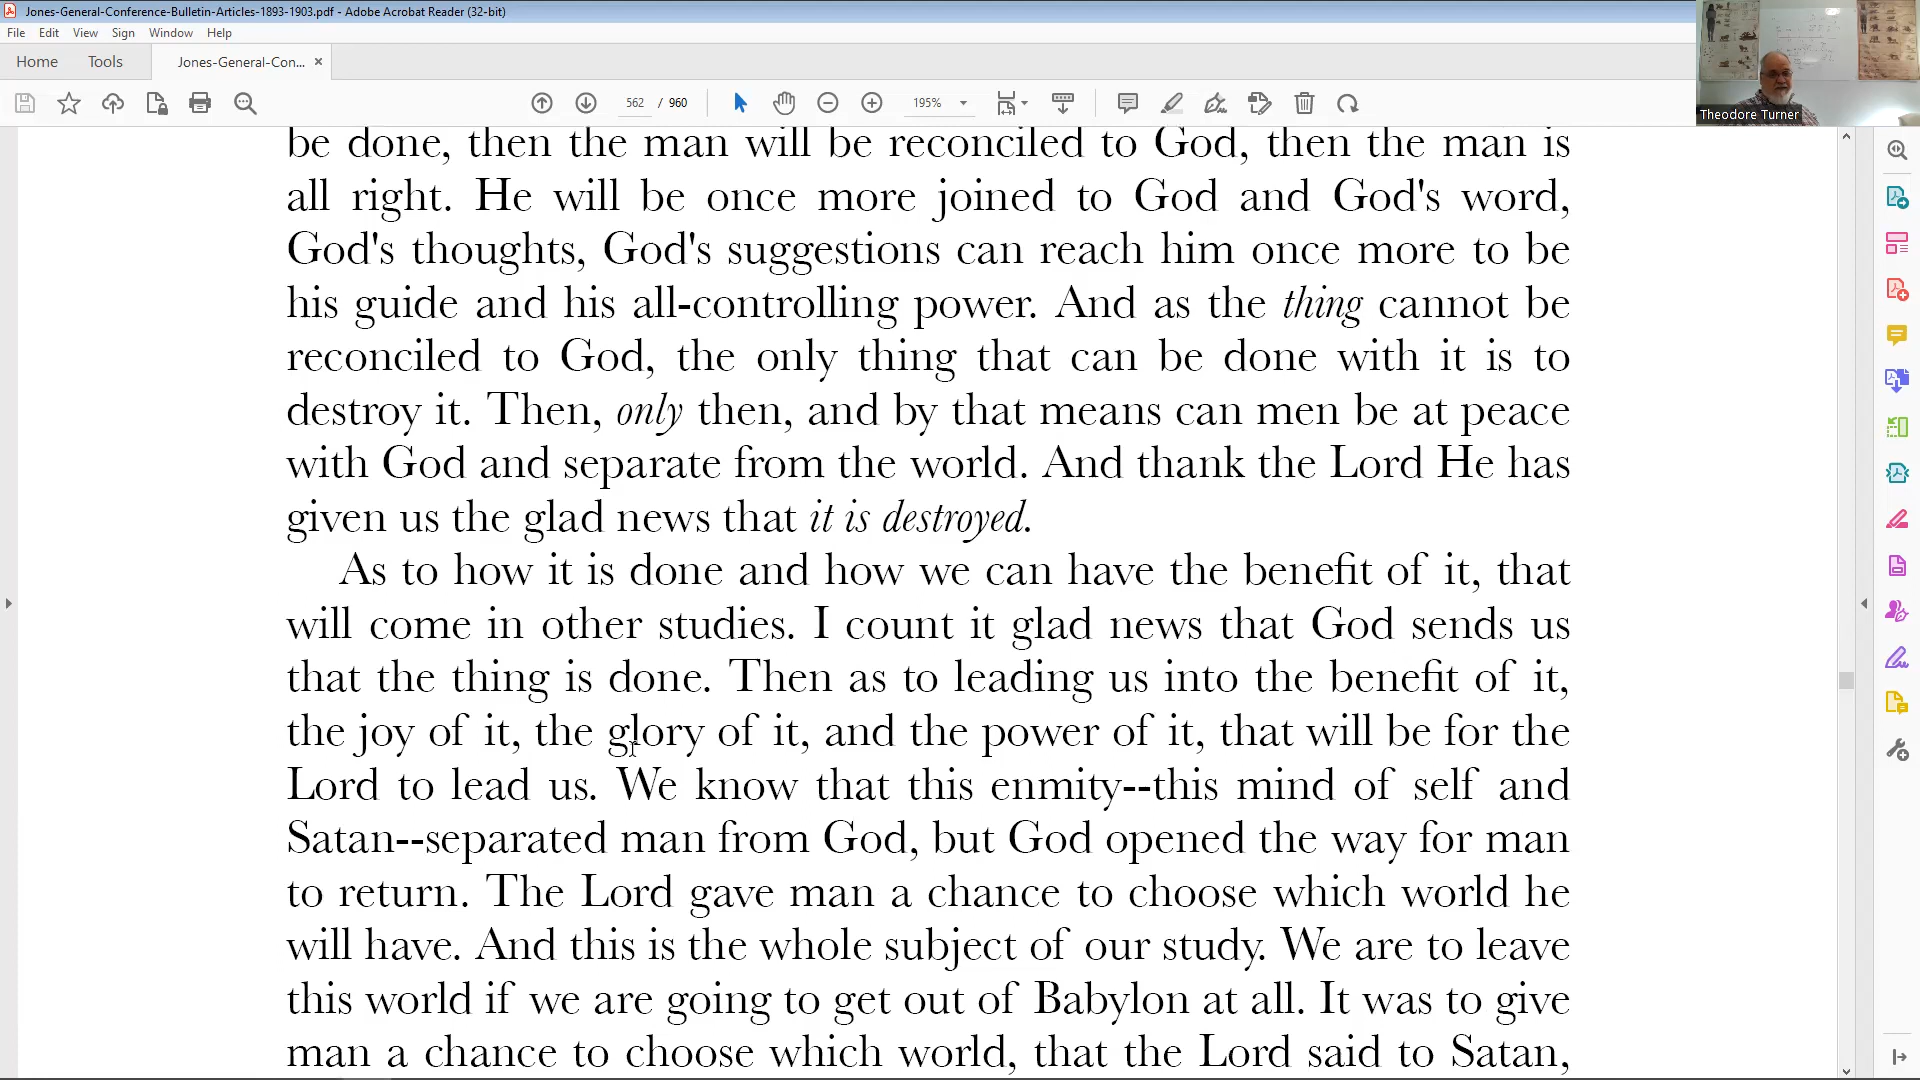 Jones-General-Conference-Bulletin-Articles-1893-1903.pdf - Adobe Acrobat Reader (32-bit)
File Edit View Sign Window Help
Home Tools Jones-General-Con... ×
562 / 960 195%
Theodore Turner
be done, then the man will be reconciled to God, then the man is
all right. He will be once more joined to God and God's word,
God's thoughts, God's suggestions can reach him once more to be
his guide and his all-controlling power. And as the thing cannot be
reconciled to God, the only thing that can be done with it is to
destroy it. Then, only then, and by that means can men be at peace
with God and separate from the world. And thank the Lord He has
given us the glad news that it is destroyed.
As to how it is done and how we can have the benefit of it, that
will come in other studies. I count it glad news that God sends us
that the thing is done. Then as to leading us into the benefit of it,
the joy of it, the glory of it, and the power of it, that will be for the
Lord to lead us. We know that this enmity--this mind of self and
Satan--separated man from God, but God opened the way for man
to return. The Lord gave man a chance to choose which world he
will have. And this is the whole subject of our study. We are to leave
this world if we are going to get out of Babylon at all. It was to give
man a chance to choose which world, that the Lord said to Satan,